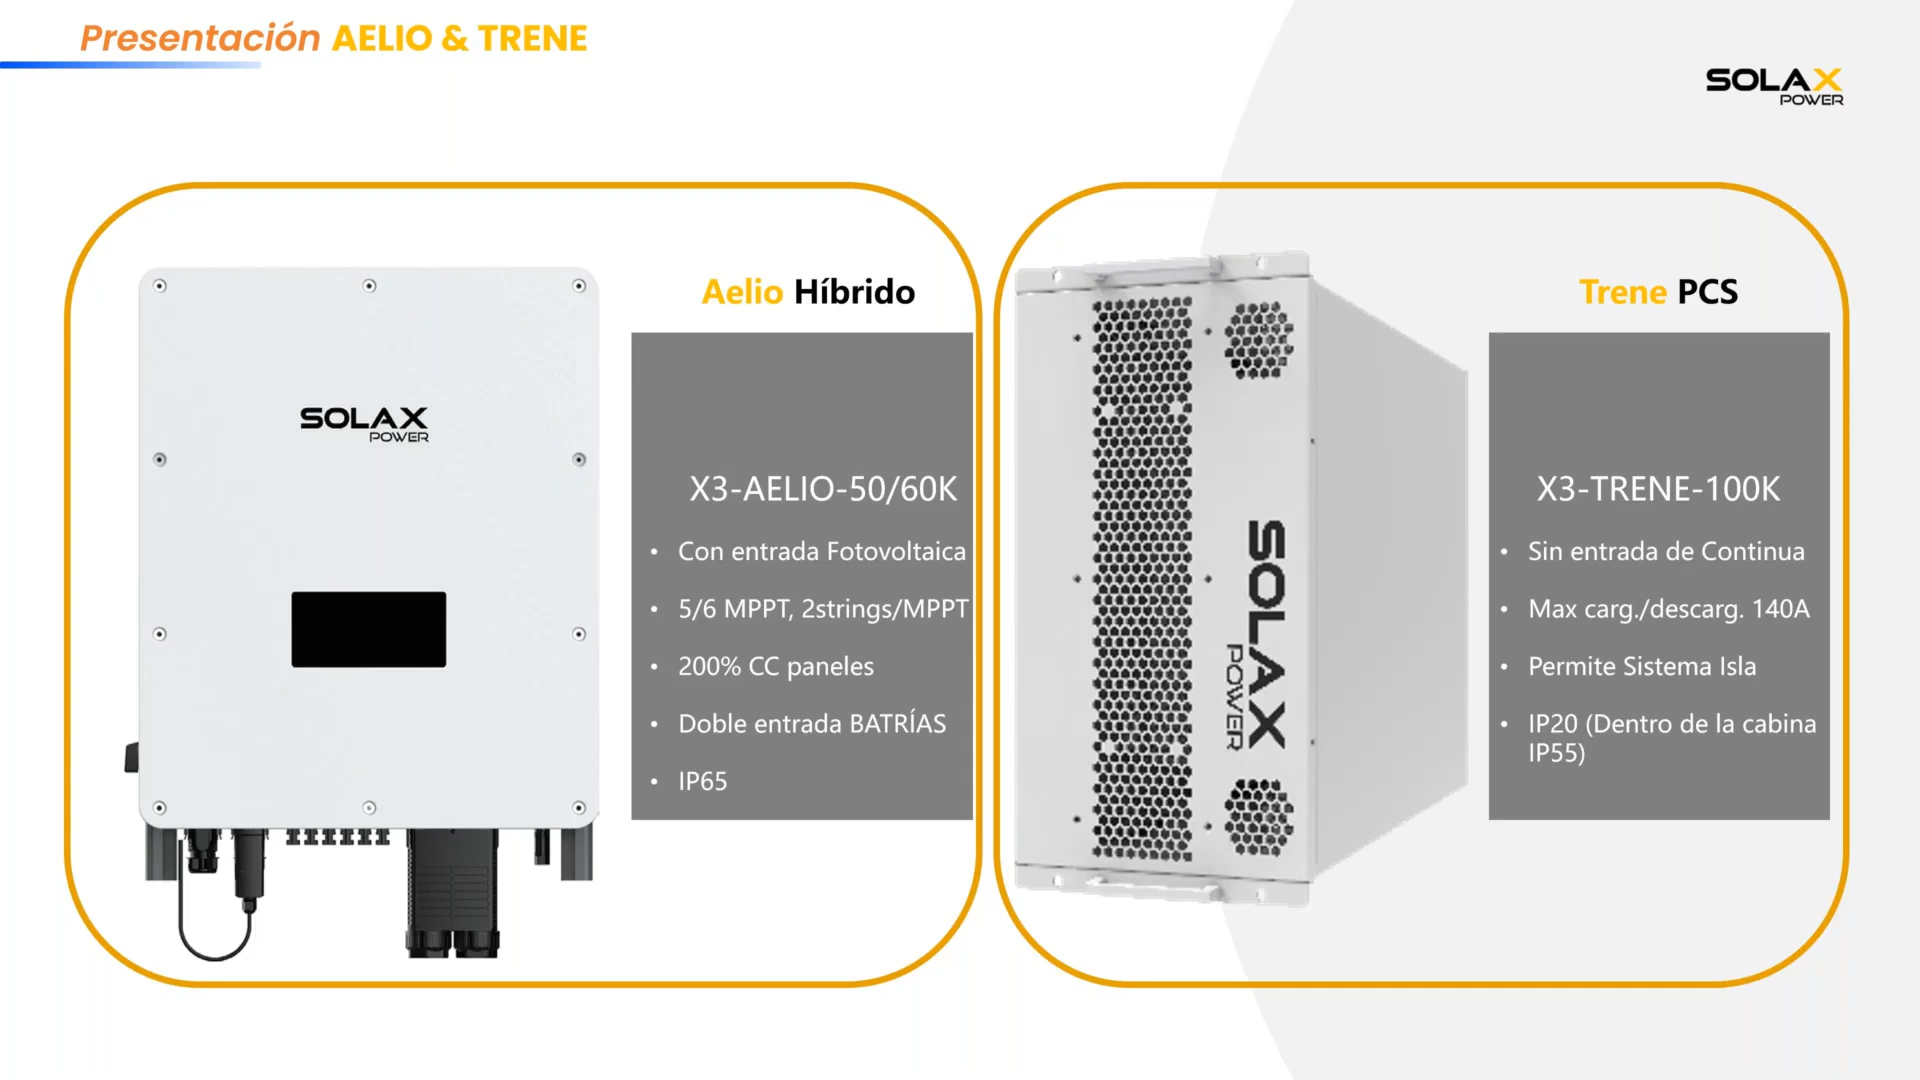 Presentación AELIO & TRENE
SOLAX
POWER
Aelio Híbrido
SOLAX
POWER
X3-AELIO-50/60K
• Con entrada Fotovoltaica
• 5/6 MPPT, 2strings/MPPT
• 200% CC paneles
• Doble entrada BATRÍAS
• IP65
Trene PCS
SOLAX
POWER
X3-TRENE-100K
• Sin entrada de Continua
• Max carg./descarg. 140A
• Permite Sistema Isla
• IP20 (Dentro de la cabina
IP55)